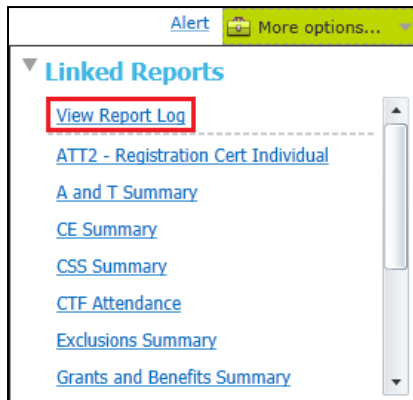 Alert More options...
Linked Reports
View Report Log
ATT2 - Registration Cert Individual
A and T Summary
CE Summary
CSS Summary
CTF Attendance
Exclusions Summary
Grants and Benefits Summary